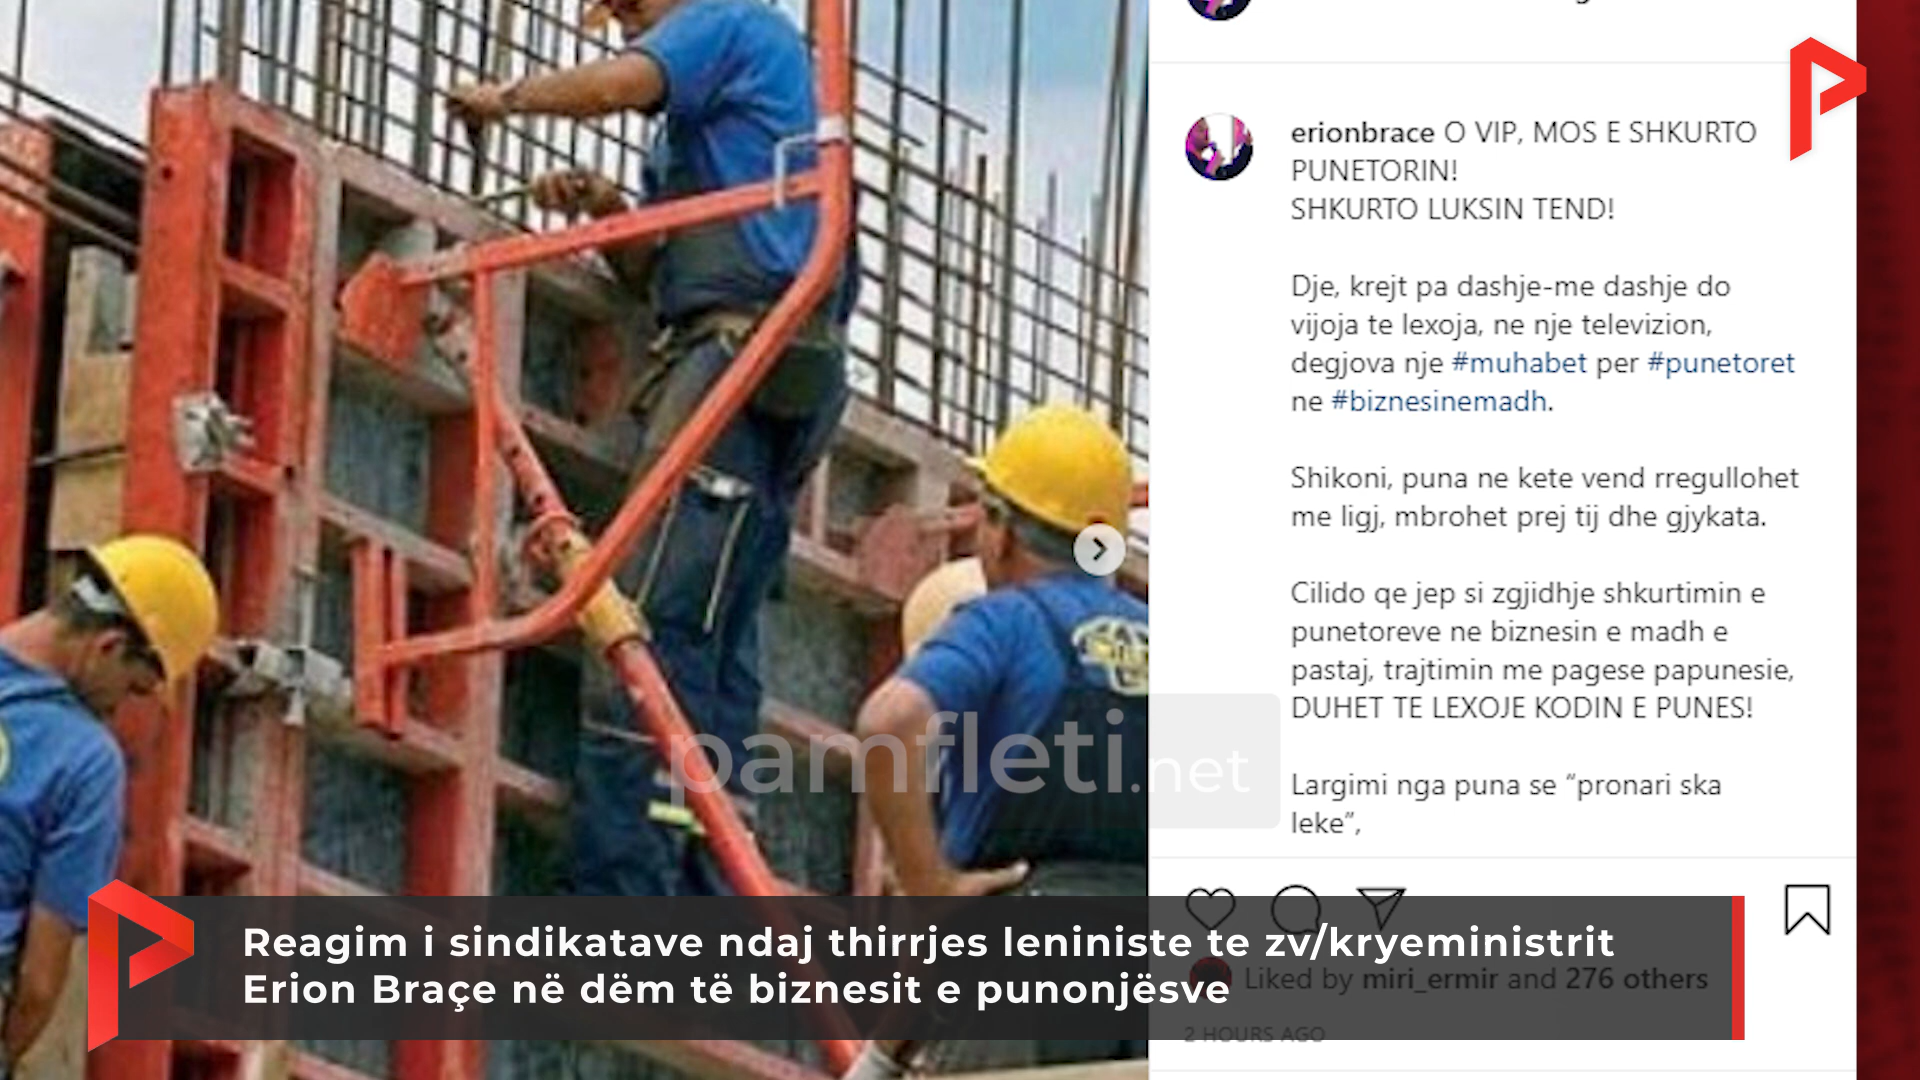 erionbrace O VIP, MOS E SHKURTO
PUNETORIN!
SHKURTO LUKSIN TEND!
Dje, krejt pa dashje-me dashje do
vijoja te lexoja, ne nje televizion,
degjova nje #muhabet per #punetoret
ne #biznesinemadh.
Shikoni, puna ne kete vend rregullohet
me ligj, mbrohet prej tij dhe gjykata.
Cilido qe jep si zgjidhje shkurtimin e
punetoreve ne biznesin e madh e
pastaj, trajtimin me pagese papunesie,
DUHET TE LEXOJE KODIN E PUNES!
Largimi nga puna se “pronari ska
leke”,
pamfleti.net
Reagim i sindikatave ndaj thirrjes leniniste te zv/kryeministrit
Erion Braçe në dëm të biznesit e punonjësve
Liked by miri_ermir and 276 others
2 HOURS AGO